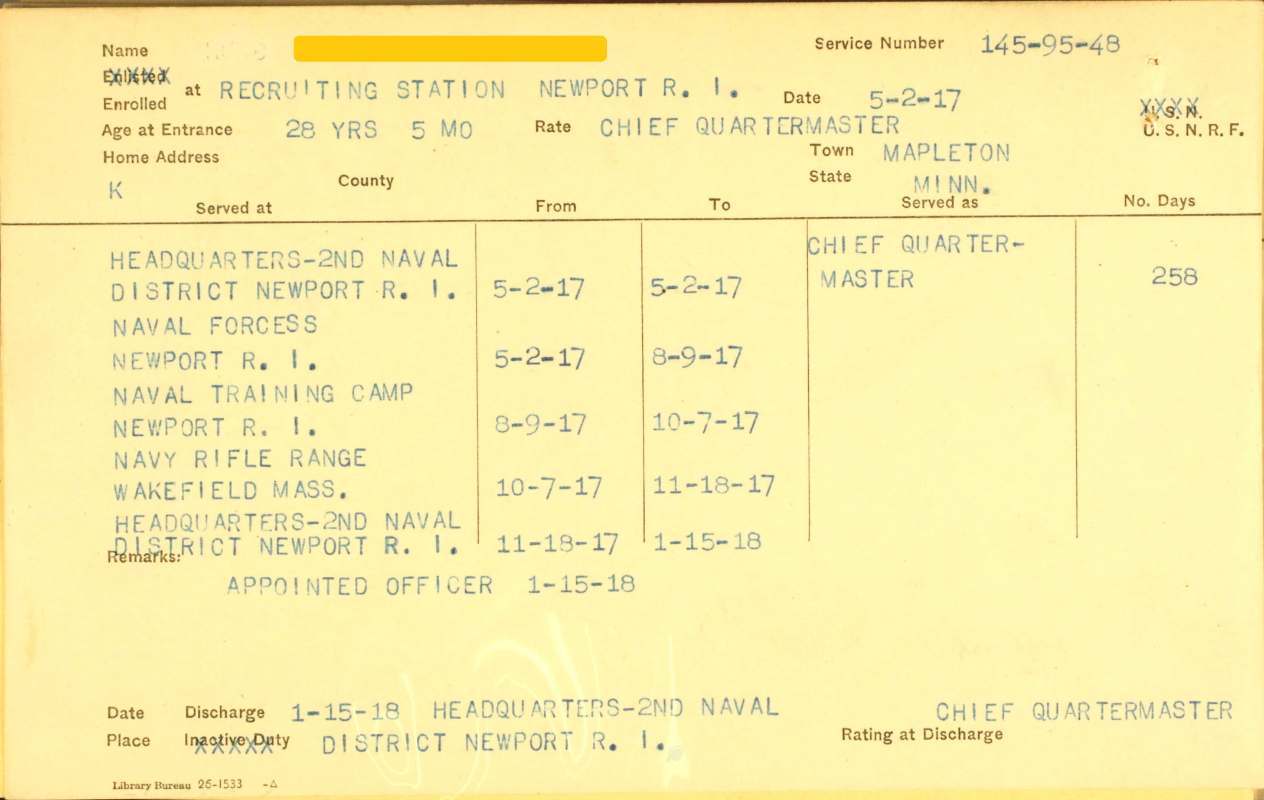 Name Service Number 145-95-48
Enlisted
Enrolled at RECRUITING STATION NEWPORT R. I. Date 5-2-17 U.S.N.
Age at Entrance 28 YRS 5 MO Rate CHIEF QUARTERMASTER U. S. N. R. F.
Home Address Town MAPLETON
K County State MINN.
Served at From To Served as No. Days
HEADQUARTERS-2ND NAVAL CHIEF QUARTER-
DISTRICT NEWPORT R. I. 5-2-17 5-2-17 MASTER 258
NAVAL FORCESS
NEWPORT R. I. 5-2-17 8-9-17
NAVAL TRAINING CAMP
NEWPORT R. I. 8-9-17 10-7-17
NAVY RIFLE RANGE
WAKEFIELD MASS. 10-7-17 11-18-17
HEADQUARTERS-2ND NAVAL
DISTRICT NEWPORT R. I. 11-18-17 1-15-18
Remarks:
APPOINTED OFFICER 1-15-18
Date Discharge 1-15-18 HEADQUARTERS-2ND NAVAL CHIEF QUARTERMASTER
Place Inactive Duty DISTRICT NEWPORT R. I. Rating at Discharge
Library Bureau 26-1533 -△